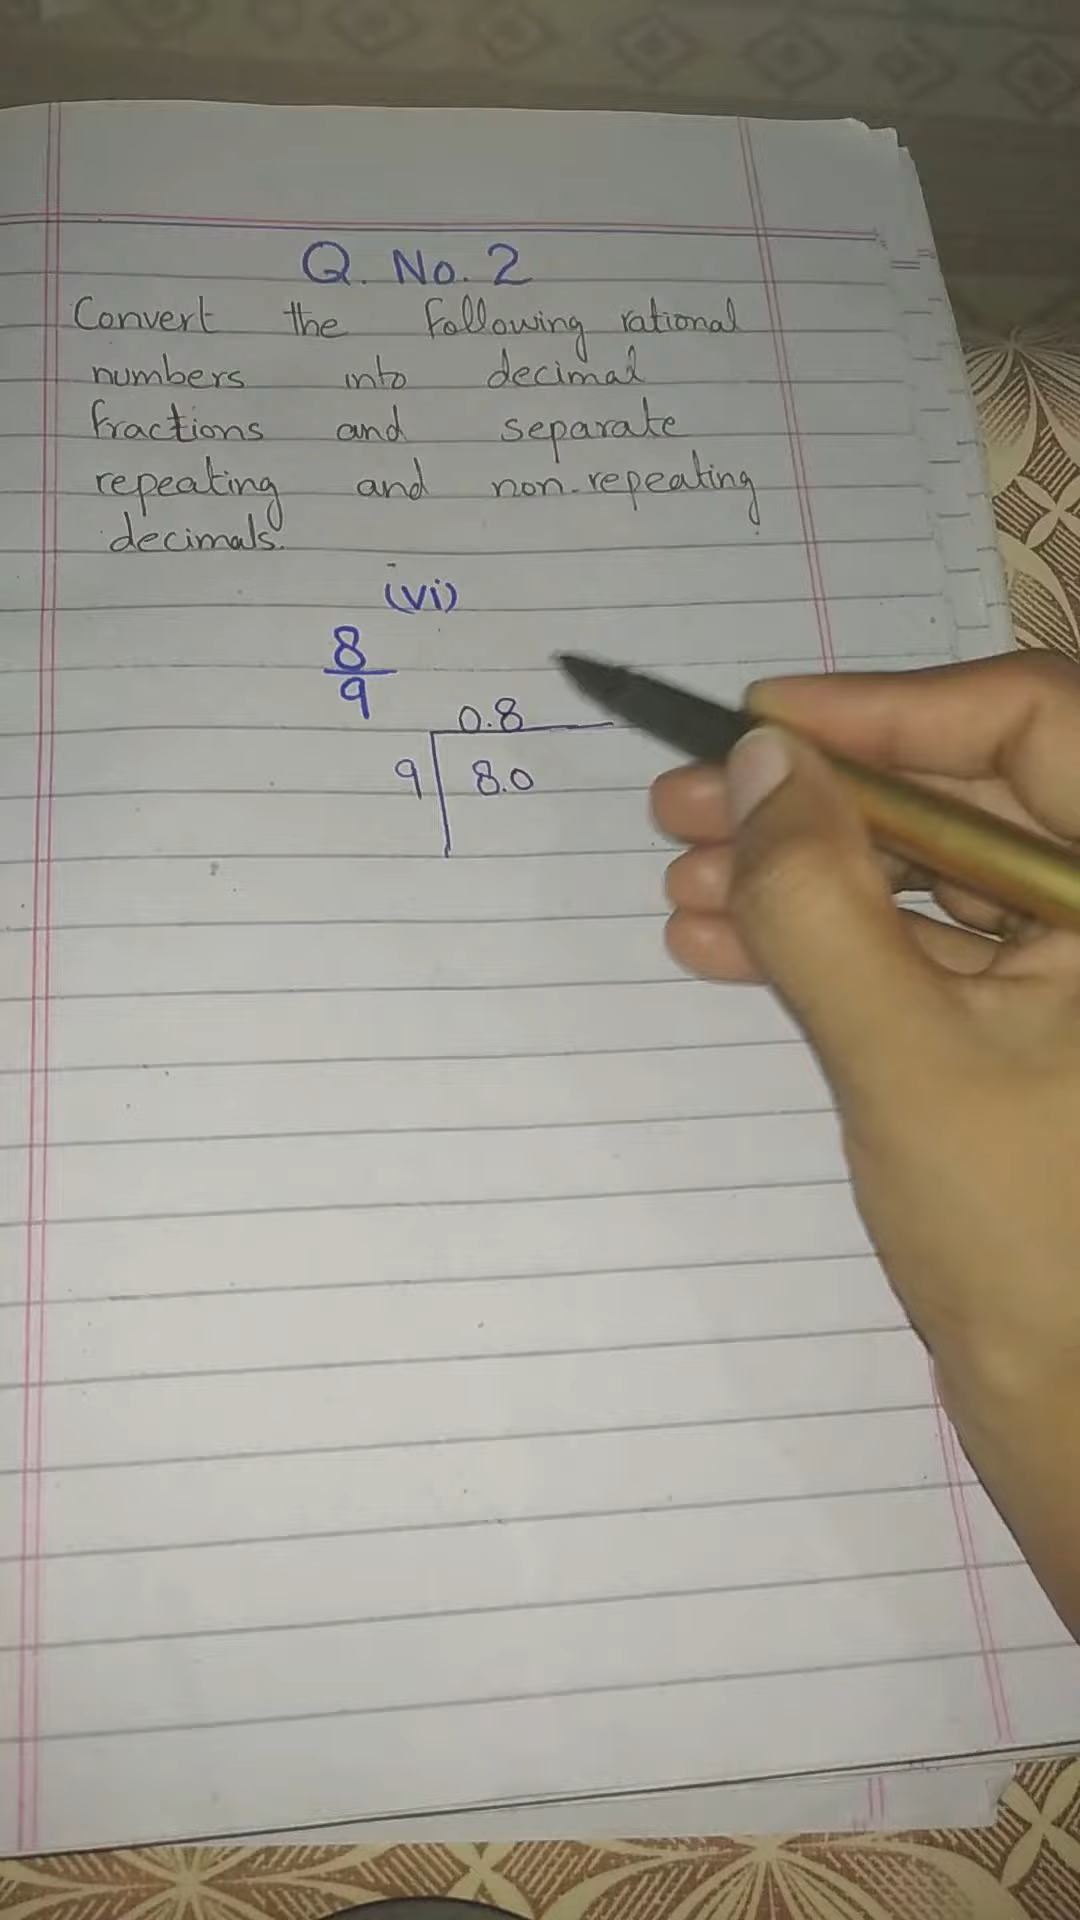 Q. No. 2
Convert the following rational
numbers into decimal
fractions and separate
repeating and non-repeating
decimals.
(vi)
8
9
0.8
9 8.0